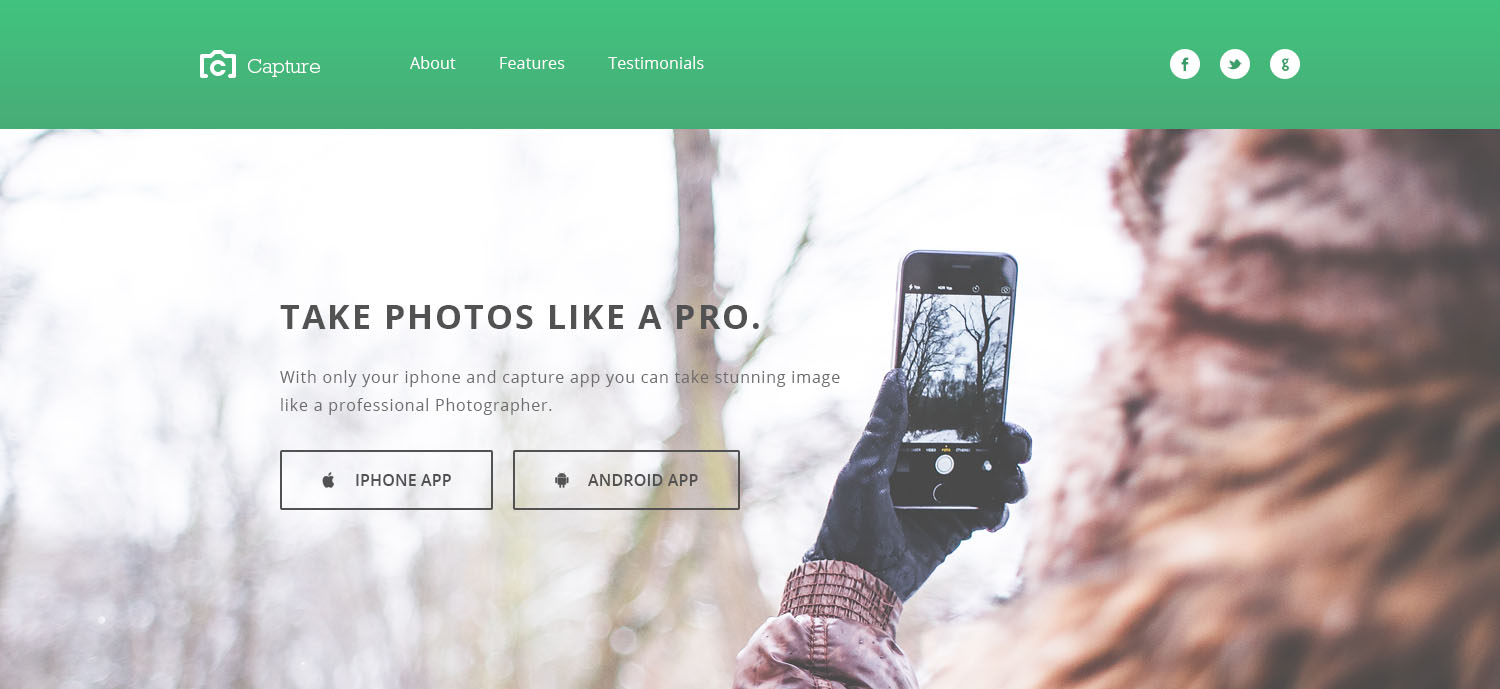 Capture
About Features Testimonials
TAKE PHOTOS LIKE A PRO.
With only your iphone and capture app you can take stunning image
like a professional Photographer.
IPHONE APP ANDROID APP